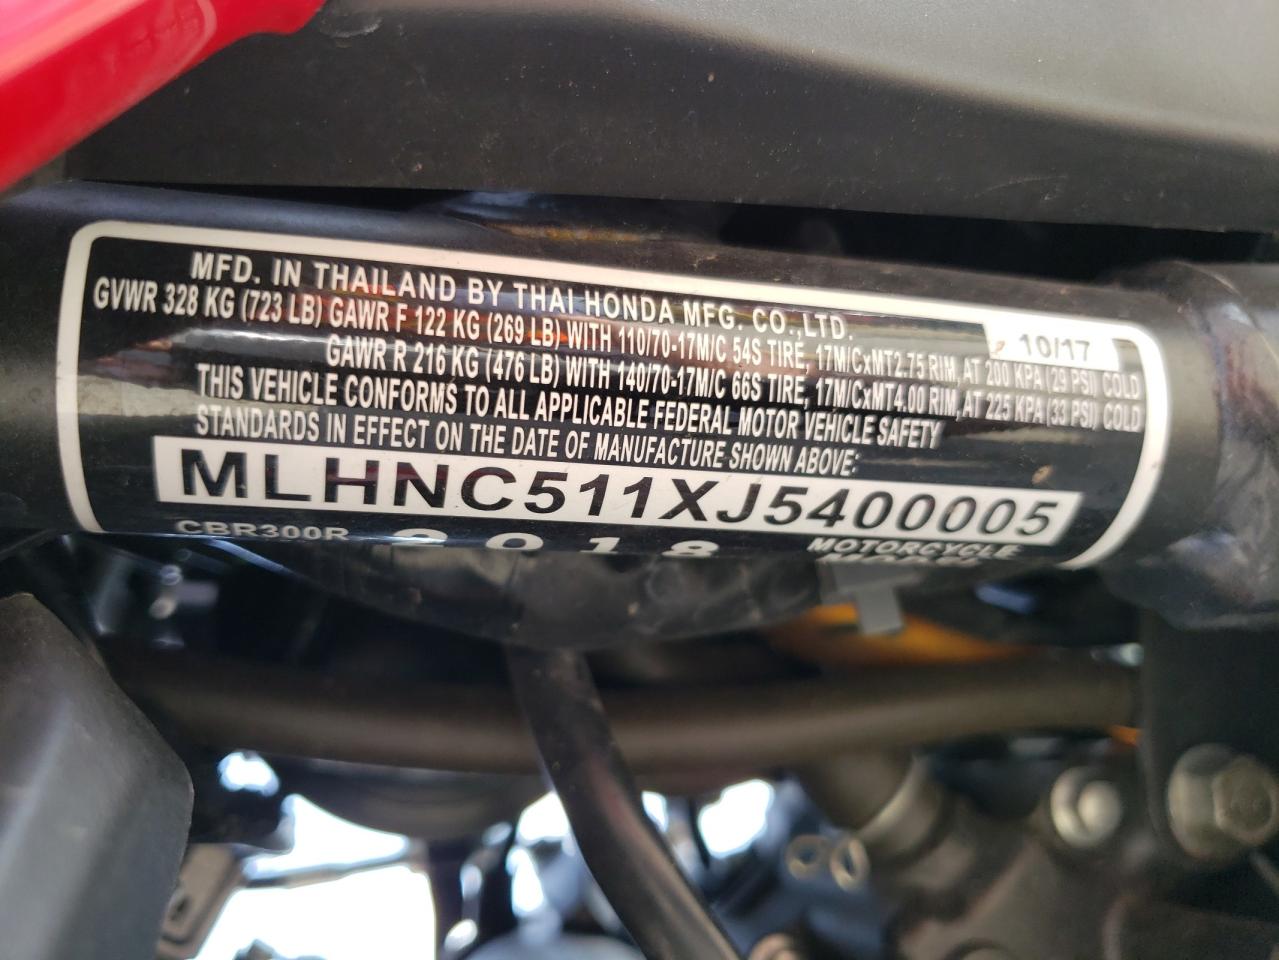 MFD. IN THAILAND BY THAI HONDA MFG. CO.,LTD. 10/17
GVWR 328 KG (723 LB) GAWR F 122 KG (269 LB) WITH 110/70-17M/C 54S TIRE, 17M/CxMT2.75 RIM, AT 200 KPA (29 PSI) COLD
GAWR R 216 KG (476 LB) WITH 140/70-17M/C 66S TIRE, 17M/CxMT4.00 RIM, AT 225 KPA (33 PSI) COLD
THIS VEHICLE CONFORMS TO ALL APPLICABLE FEDERAL MOTOR VEHICLE SAFETY
STANDARDS IN EFFECT ON THE DATE OF MANUFACTURE SHOWN ABOVE:
MLHNC511XJ5400005
CBR300R 2018 MOTORCYCLE